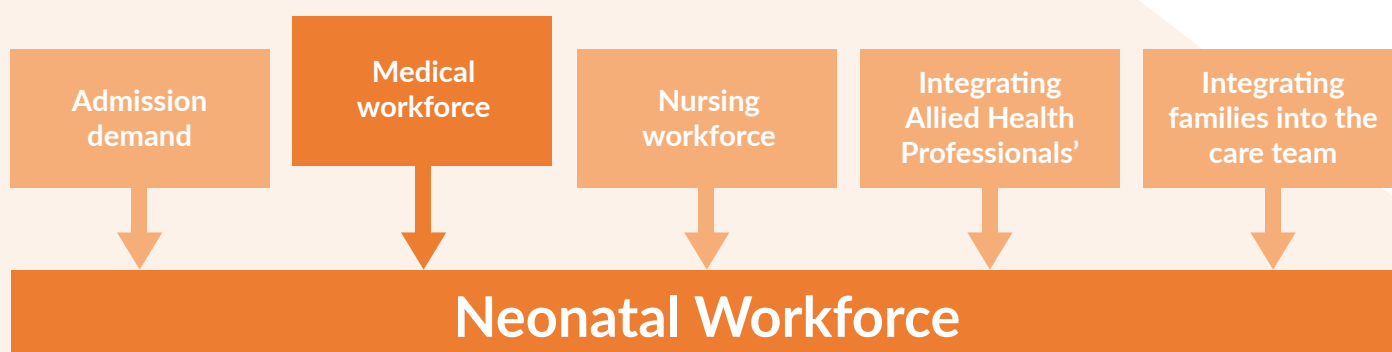 Admission
demand
Medical
workforce
Nursing
workforce
Integrating
Allied Health
Professionals’
Integrating
families into the
care team
Neonatal Workforce